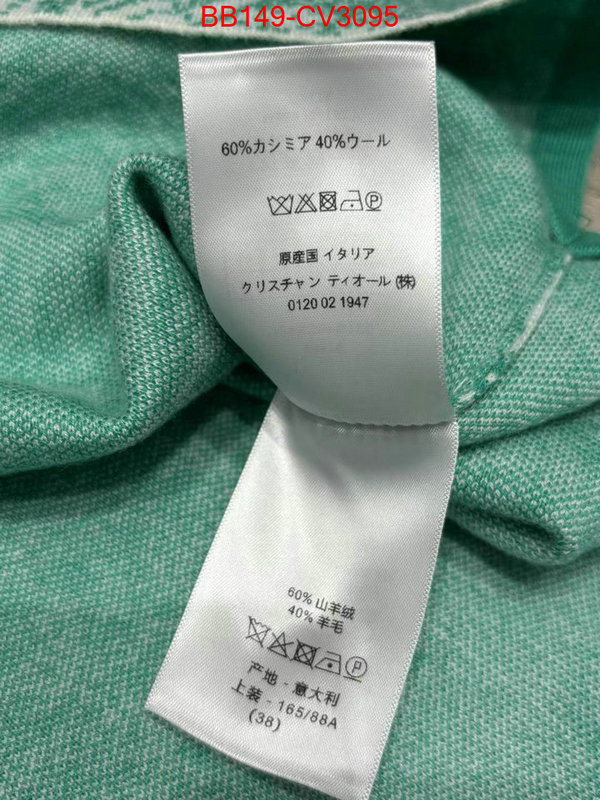 BB149-CV3095
60%カシミア 40%ウール
原産国 イタリア
クリスチャン ティオール (株)
0120 02 1947
60% 山羊绒
40% 羊毛
产地 - 意大利
上装 - 165/88A
(38)